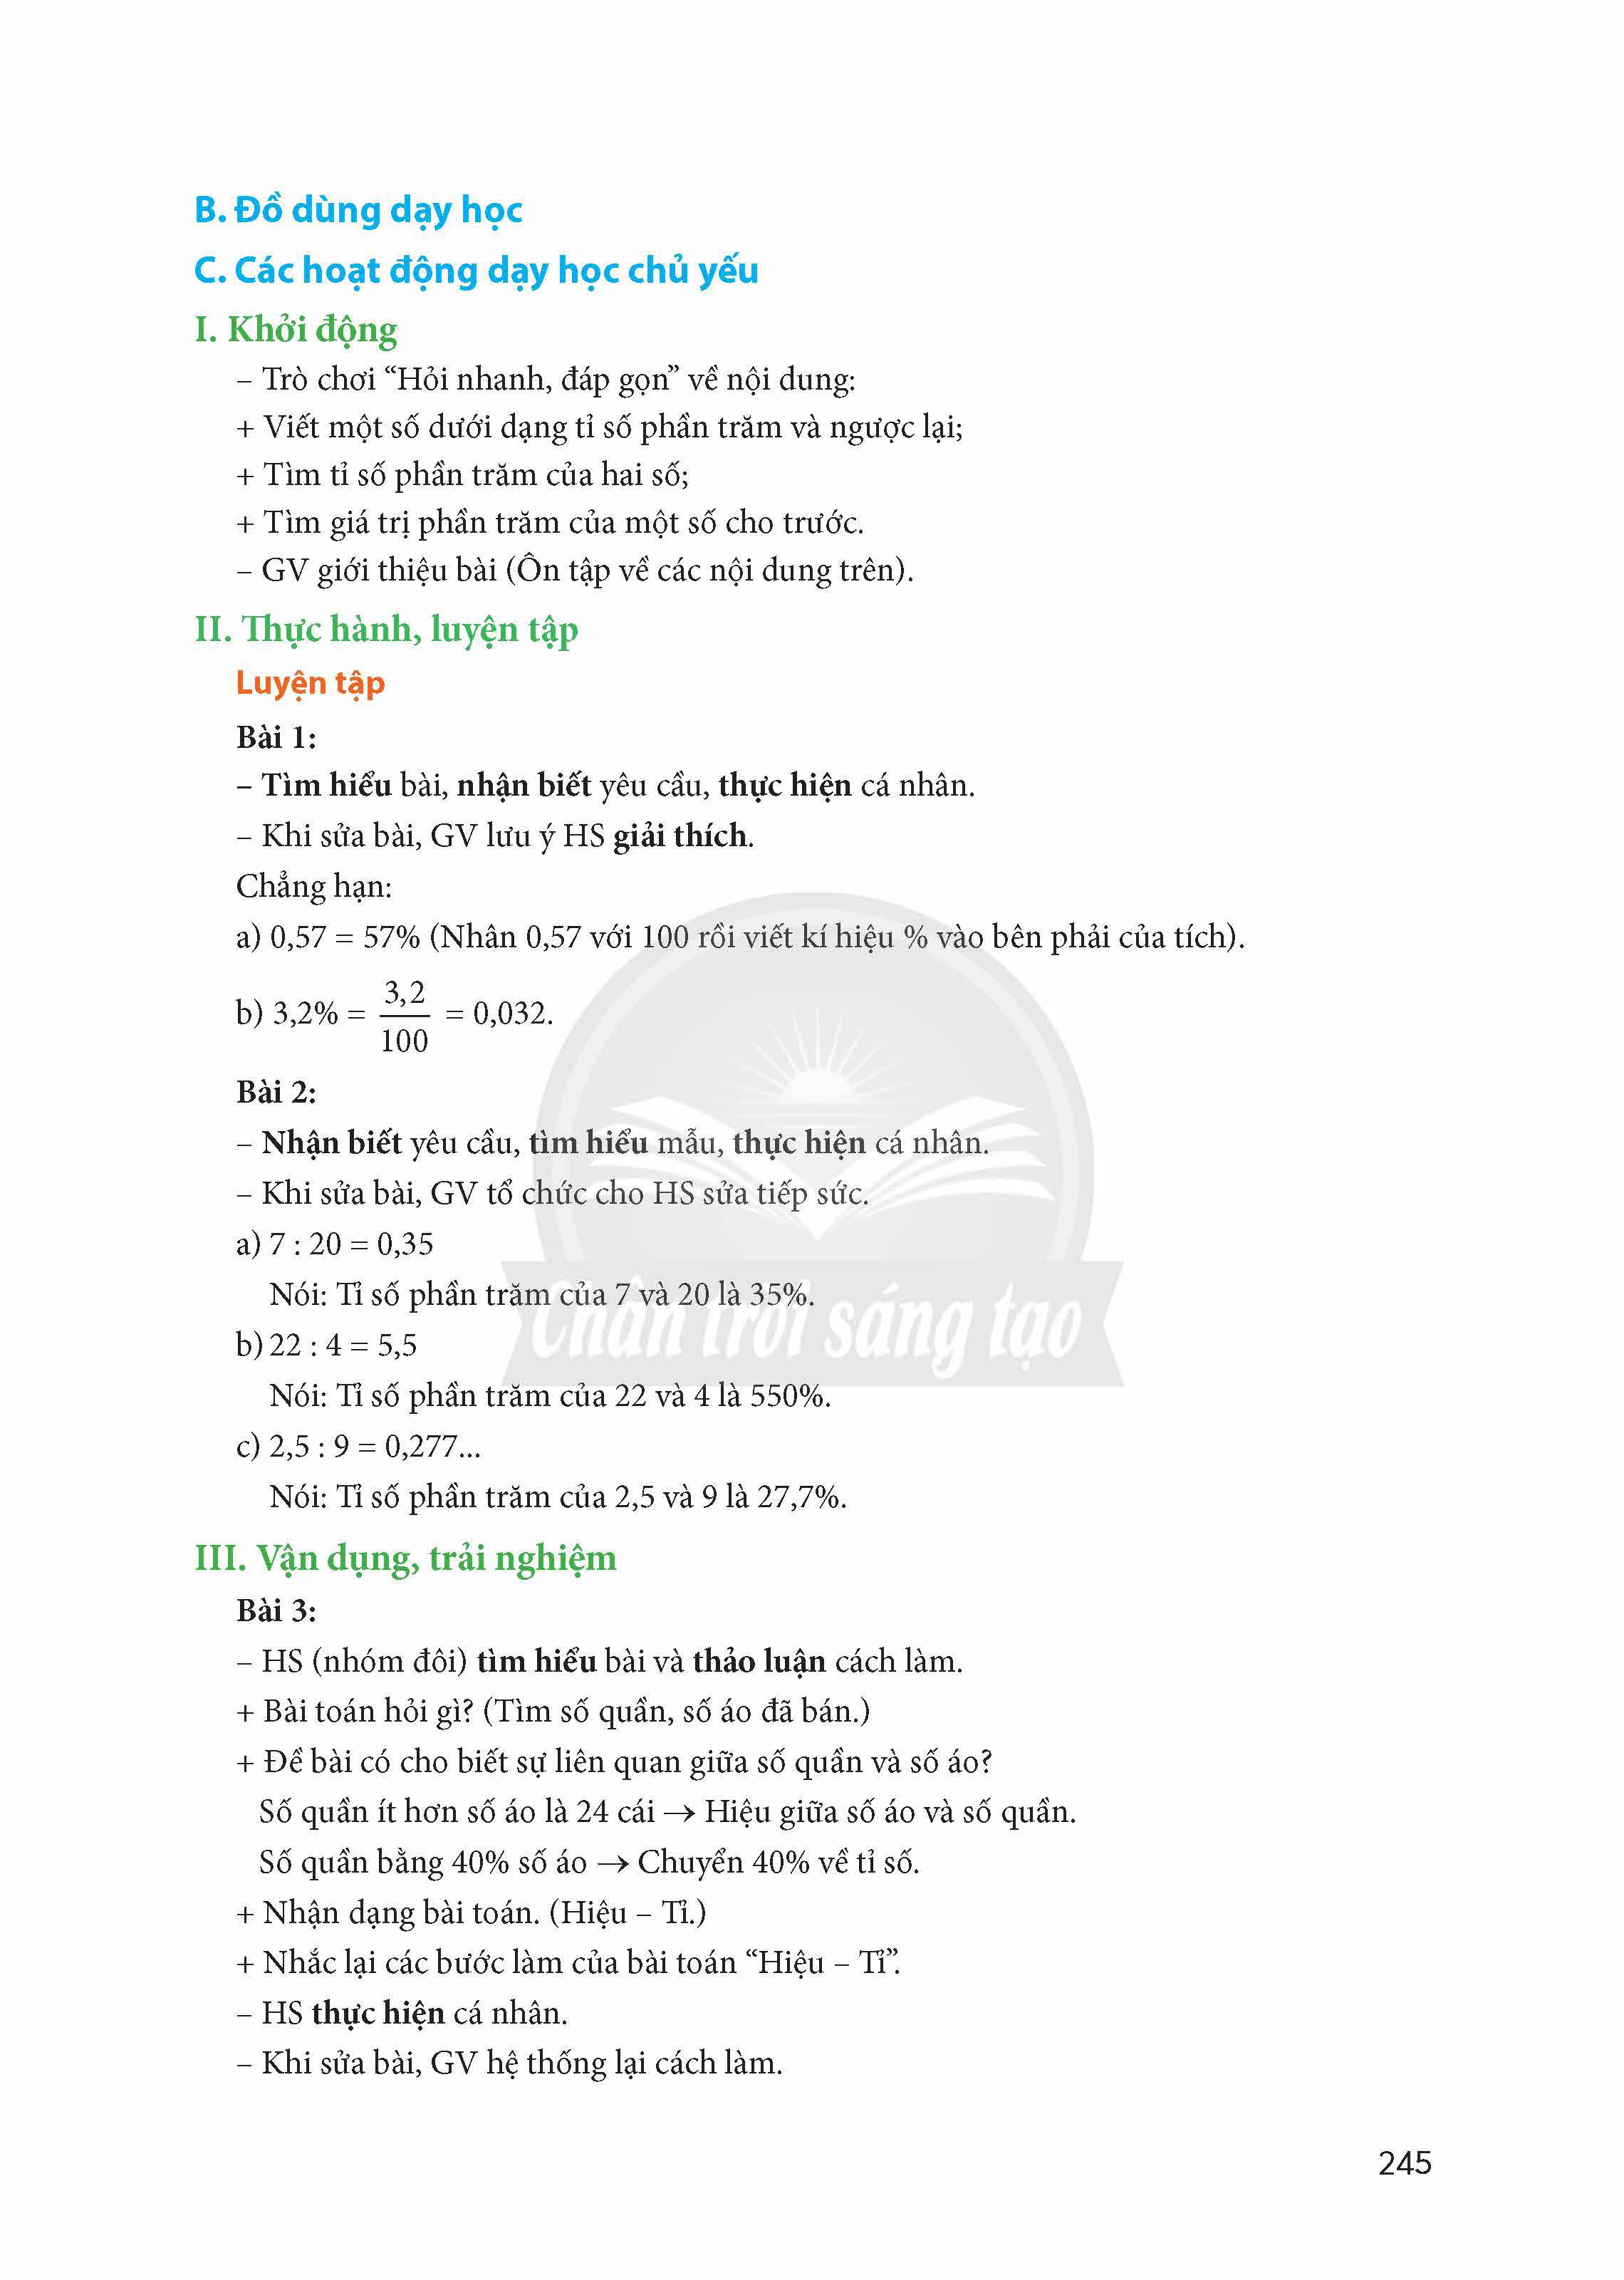 B. Đồ dùng dạy học
C. Các hoạt động dạy học chủ yếu
I. Khởi động
– Trò chơi “Hỏi nhanh, đáp gọn” về nội dung:
+ Viết một số dưới dạng tỉ số phần trăm và ngược lại;
+ Tìm tỉ số phần trăm của hai số;
+ Tìm giá trị phần trăm của một số cho trước.
– GV giới thiệu bài (Ôn tập về các nội dung trên).
II. Thực hành, luyện tập
Luyện tập
Bài 1:
– Tìm hiểu bài, nhận biết yêu cầu, thực hiện cá nhân.
– Khi sửa bài, GV lưu ý HS giải thích.
Chẳng hạn:
a) 0,57 = 57% (Nhân 0,57 với 100 rồi viết kí hiệu % vào bên phải của tích).
b) 3,2% = 3,2/100 = 0,032.
Bài 2:
– Nhận biết yêu cầu, tìm hiểu mẫu, thực hiện cá nhân.
– Khi sửa bài, GV tổ chức cho HS sửa tiếp sức.
a) 7 : 20 = 0,35
Nói: Tỉ số phần trăm của 7 và 20 là 35%.
Chân trời sáng tạo
b) 22 : 4 = 5,5
Nói: Tỉ số phần trăm của 22 và 4 là 550%.
c) 2,5 : 9 = 0,277...
Nói: Tỉ số phần trăm của 2,5 và 9 là 27,7%.
III. Vận dụng, trải nghiệm
Bài 3:
– HS (nhóm đôi) tìm hiểu bài và thảo luận cách làm.
+ Bài toán hỏi gì? (Tìm số quần, số áo đã bán.)
+ Đề bài có cho biết sự liên quan giữa số quần và số áo?
Số quần ít hơn số áo là 24 cái → Hiệu giữa số áo và số quần.
Số quần bằng 40% số áo → Chuyển 40% về tỉ số.
+ Nhận dạng bài toán. (Hiệu – Tỉ.)
+ Nhắc lại các bước làm của bài toán “Hiệu – Tỉ”.
– HS thực hiện cá nhân.
– Khi sửa bài, GV hệ thống lại cách làm.
245